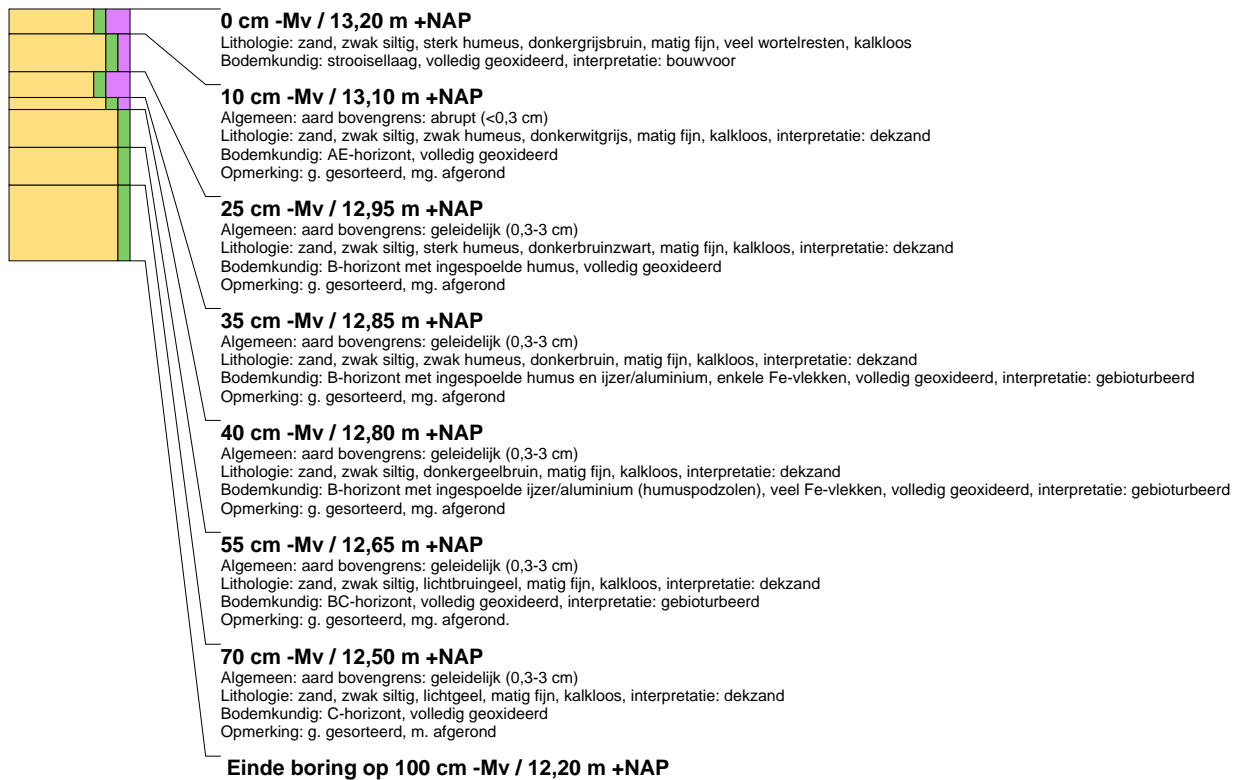 0 cm -Mv / 13,20 m +NAP
Lithologie: zand, zwak siltig, sterk humeus, donkergrijsbruin, matig fijn, veel wortelresten, kalkloos
Bodemkundig: strooisellaag, volledig geoxideerd, interpretatie: bouwvoor
10 cm -Mv / 13,10 m +NAP
Algemeen: aard bovengrens: abrupt (<0,3 cm)
Lithologie: zand, zwak siltig, zwak humeus, donkerwitgrijs, matig fijn, kalkloos, interpretatie: dekzand
Bodemkundig: AE-horizont, volledig geoxideerd
Opmerking: g. gesorteerd, mg. afgerond
25 cm -Mv / 12,95 m +NAP
Algemeen: aard bovengrens: geleidelijk (0,3-3 cm)
Lithologie: zand, zwak siltig, sterk humeus, donkerbruinzwart, matig fijn, kalkloos, interpretatie: dekzand
Bodemkundig: B-horizont met ingespoelde humus, volledig geoxideerd
Opmerking: g. gesorteerd, mg. afgerond
35 cm -Mv / 12,85 m +NAP
Algemeen: aard bovengrens: geleidelijk (0,3-3 cm)
Lithologie: zand, zwak siltig, zwak humeus, donkerbruin, matig fijn, kalkloos, interpretatie: dekzand
Bodemkundig: B-horizont met ingespoelde humus en ijzer/aluminium, enkele Fe-vlekken, volledig geoxideerd, interpretatie: gebioturbeerd
Opmerking: g. gesorteerd, mg. afgerond
40 cm -Mv / 12,80 m +NAP
Algemeen: aard bovengrens: geleidelijk (0,3-3 cm)
Lithologie: zand, zwak siltig, donkergeelbruin, matig fijn, kalkloos, interpretatie: dekzand
Bodemkundig: B-horizont met ingespoelde ijzer/aluminium (humuspodzolen), veel Fe-vlekken, volledig geoxideerd, interpretatie: gebioturbeerd
Opmerking: g. gesorteerd, mg. afgerond
55 cm -Mv / 12,65 m +NAP
Algemeen: aard bovengrens: geleidelijk (0,3-3 cm)
Lithologie: zand, zwak siltig, lichtbruingeel, matig fijn, kalkloos, interpretatie: dekzand
Bodemkundig: BC-horizont, volledig geoxideerd, interpretatie: gebioturbeerd
Opmerking: g. gesorteerd, mg. afgerond.
70 cm -Mv / 12,50 m +NAP
Algemeen: aard bovengrens: geleidelijk (0,3-3 cm)
Lithologie: zand, zwak siltig, lichtgeel, matig fijn, kalkloos, interpretatie: dekzand
Bodemkundig: C-horizont, volledig geoxideerd
Opmerking: g. gesorteerd, m. afgerond
Einde boring op 100 cm -Mv / 12,20 m +NAP